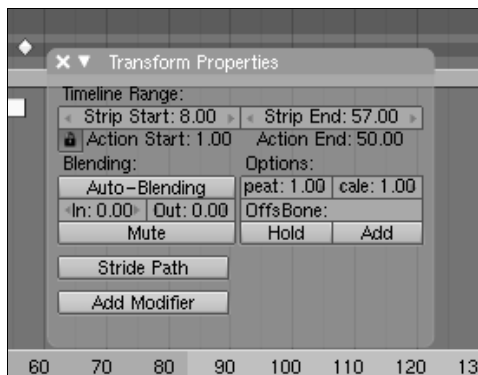 Transform Properties
Timeline Range:
Strip Start: 8.00 Strip End: 57.00
Action Start: 1.00 Action End: 50.00
Blending: Options:
Auto-Blending peat: 1.00 cale: 1.00
In: 0.00 Out: 0.00 OffsBone:
Mute Hold Add
Stride Path
Add Modifier
60 70 80 90 100 110 120 13